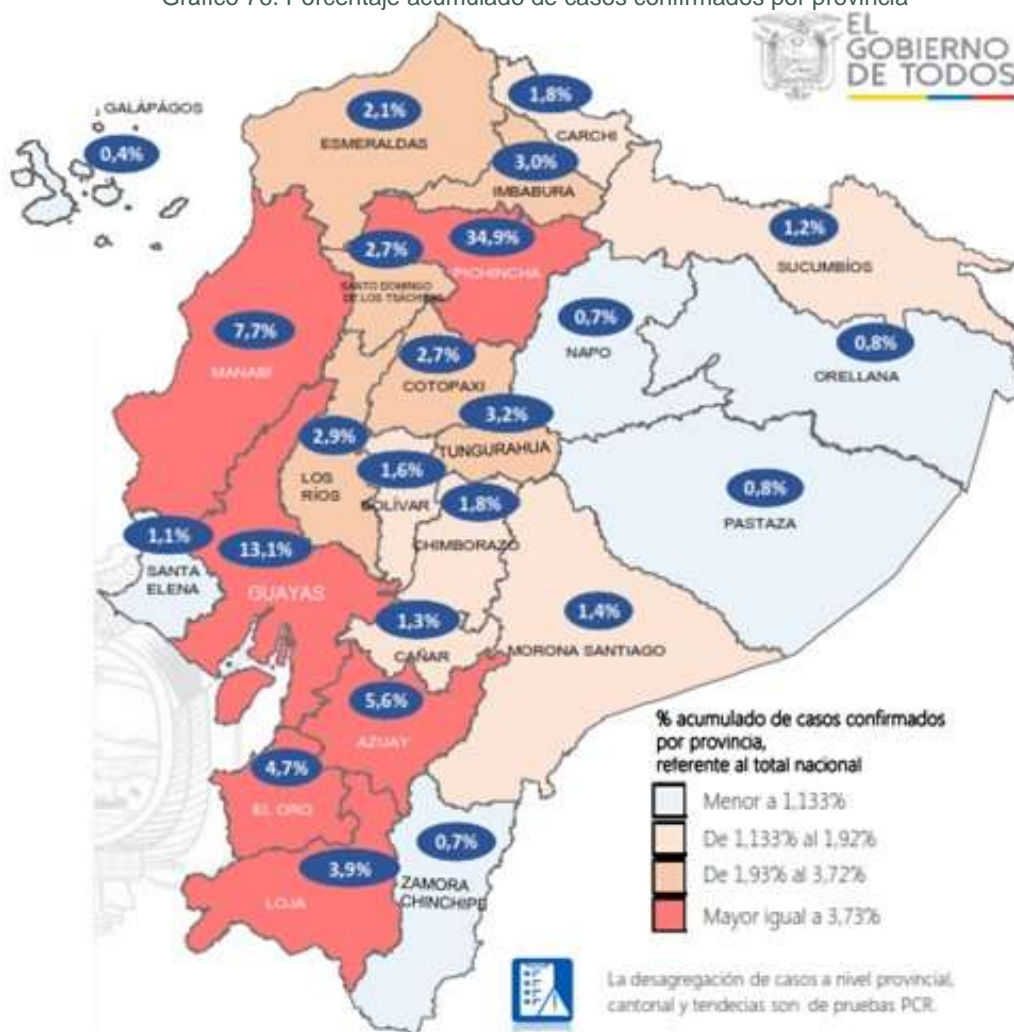 Gráfico 76. Porcentaje acumulado de casos confirmados por provincia
EL
GOBIERNO
DE TODOS
GALÁPÁGOS
0,4%
2,1%
ESMERALDAS
1,8%
CARCHI
3,0%
IMBABURA
1,2%
SUCUMBÍOS
34,9%
PICHINCHA
2,7%
SANTO DOMINGO
DE LOS TSÁCHILAS
7,7%
MANABÍ
0,7%
NAPO
0,8%
ORELLANA
2,7%
COTOPAXI
3,2%
TUNGURAHUA
2,9%
LOS
RÍOS
1,6%
BOLÍVAR
1,8%
CHIMBORAZO
0,8%
PASTAZA
1,1%
SANTA
ELENA
13,1%
GUAYAS
1,3%
CAÑAR
1,4%
MORONA SANTIAGO
5,6%
AZUAY
4,7%
EL ORO
3,9%
LOJA
0,7%
ZAMORA
CHINCHIPE
% acumulado de casos confirmados
por provincia,
referente al total nacional
Menor a 1,133%
De 1,133% al 1,92%
De 1,93% al 3,72%
Mayor igual a 3,73%
La desagregación de casos a nivel provincial,
cantonal y tendecias son de pruebas PCR.